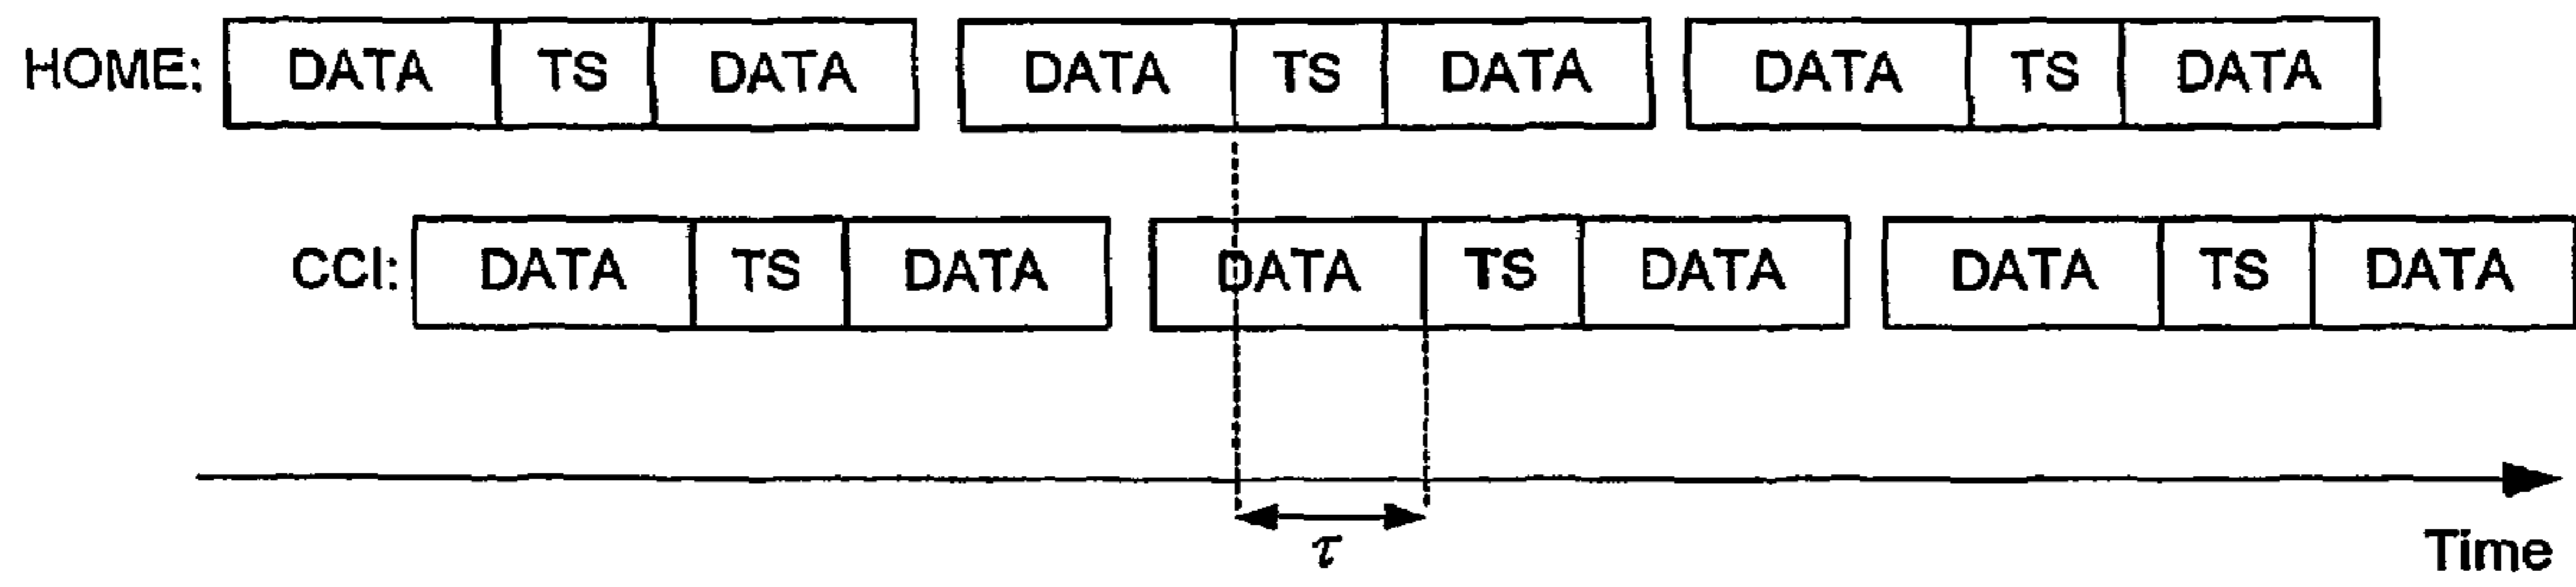 HOME: DATA TS DATA DATA TS DATA DATA TS DATA
CCI: DATA TS DATA DATA TS DATA DATA TS DATA
τ
Time